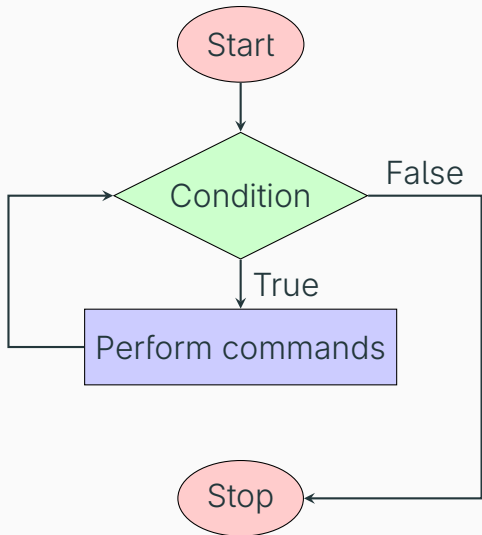 Start
Condition
False
True
Perform commands
Stop